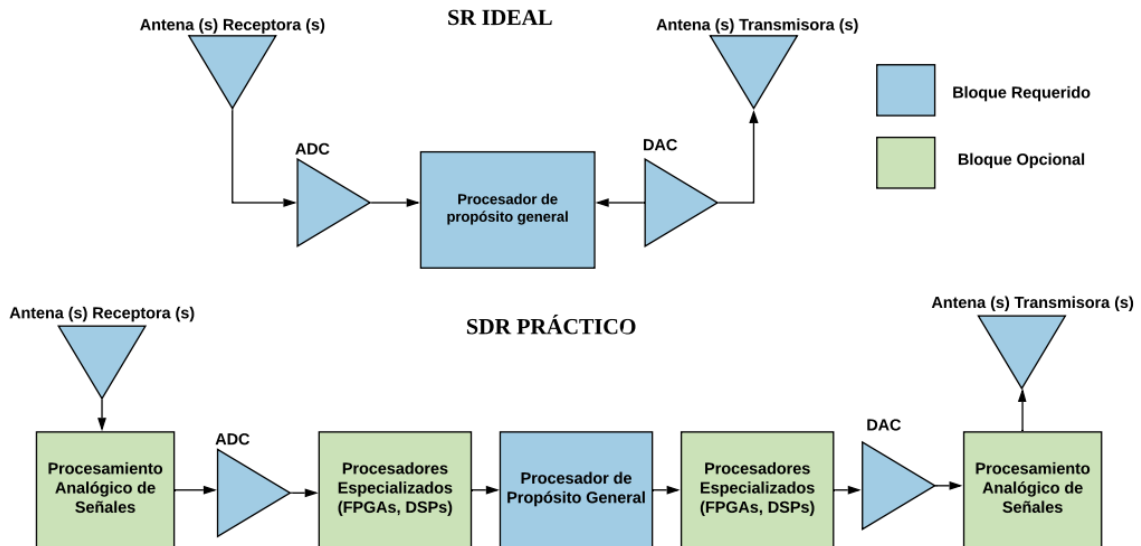 SR IDEAL
Antena (s) Receptora (s)
Antena (s) Transmisora (s)
Bloque Requerido
ADC
DAC
Bloque Opcional
Procesador de
propósito general
Antena (s) Receptora (s)
SDR PRÁCTICO
Antena (s) Transmisora (s)
ADC
DAC
Procesamiento
Analógico de
Señales
Procesadores
Especializados
(FPGAs, DSPs)
Procesador de
Propósito General
Procesadores
Especializados
(FPGAs, DSPs)
Procesamiento
Analógico de
Señales